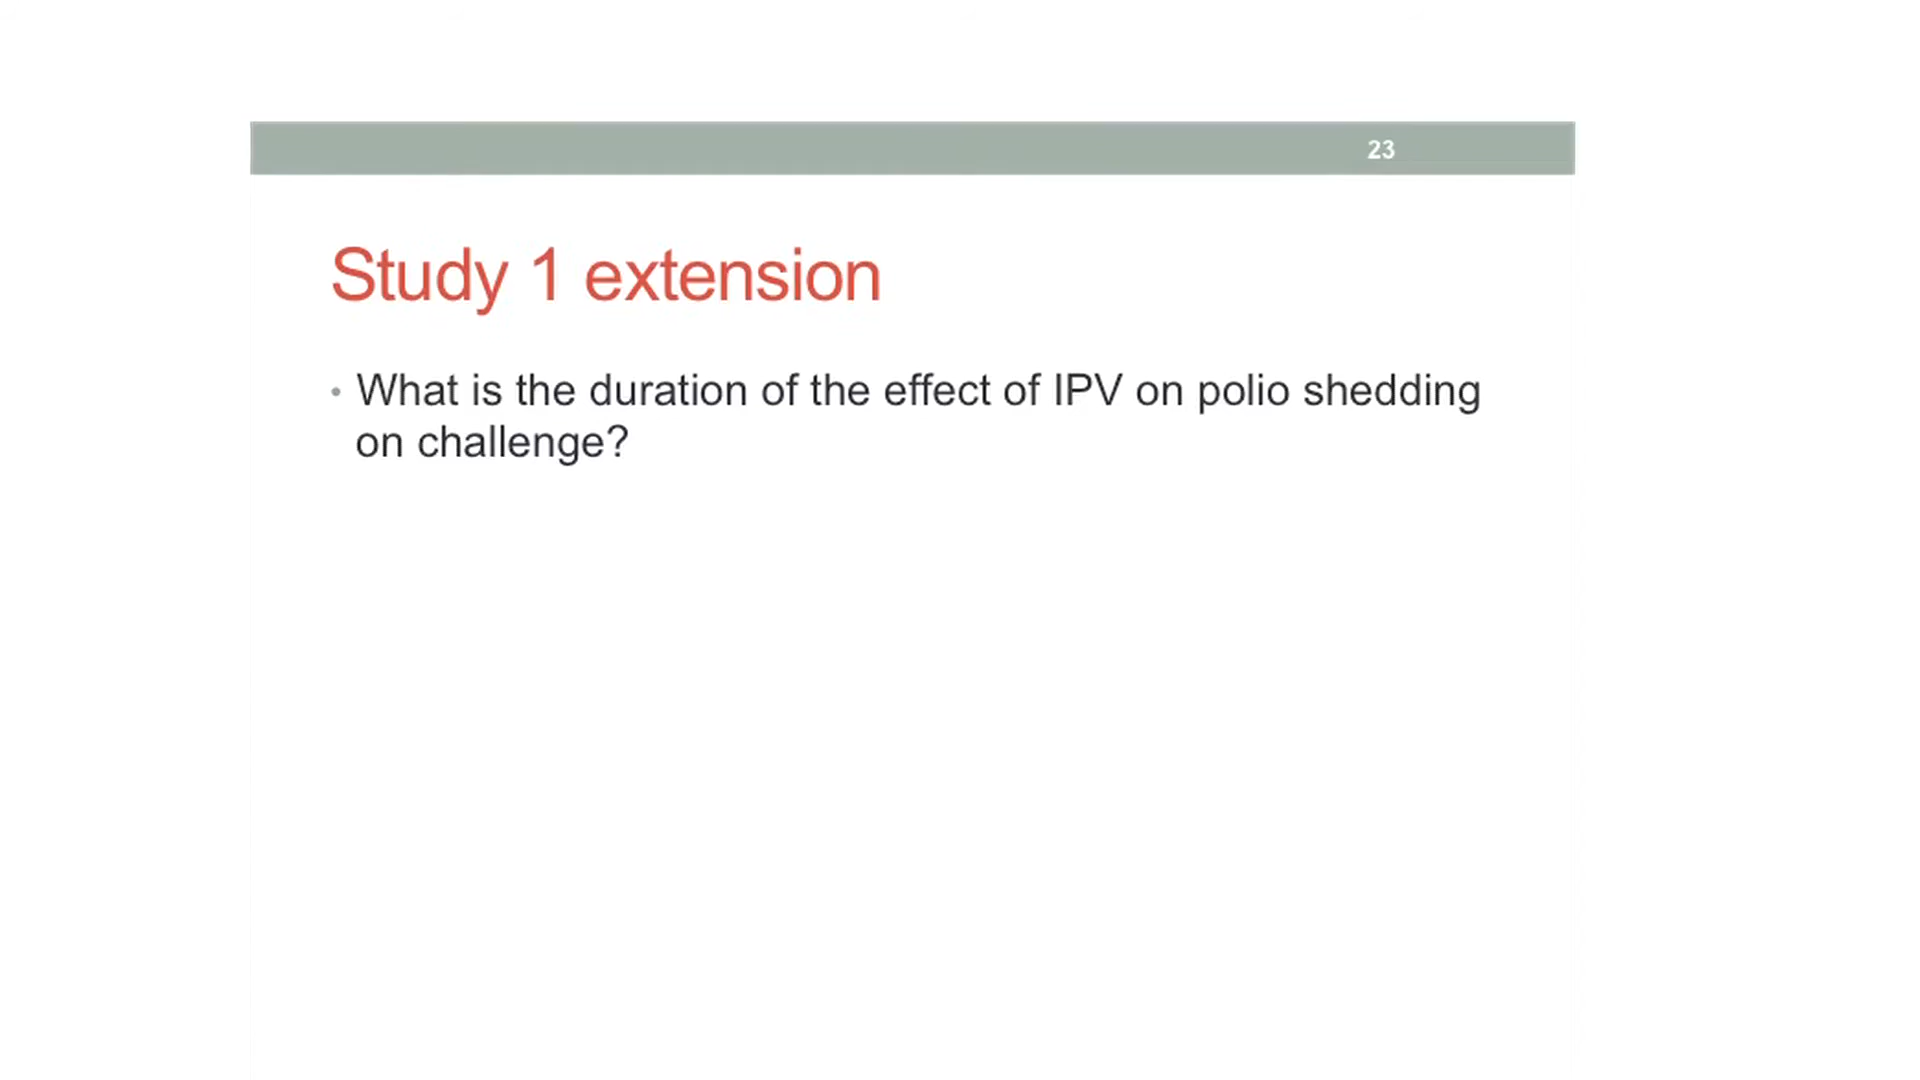 23
Study 1 extension
• What is the duration of the effect of IPV on polio shedding
on challenge?